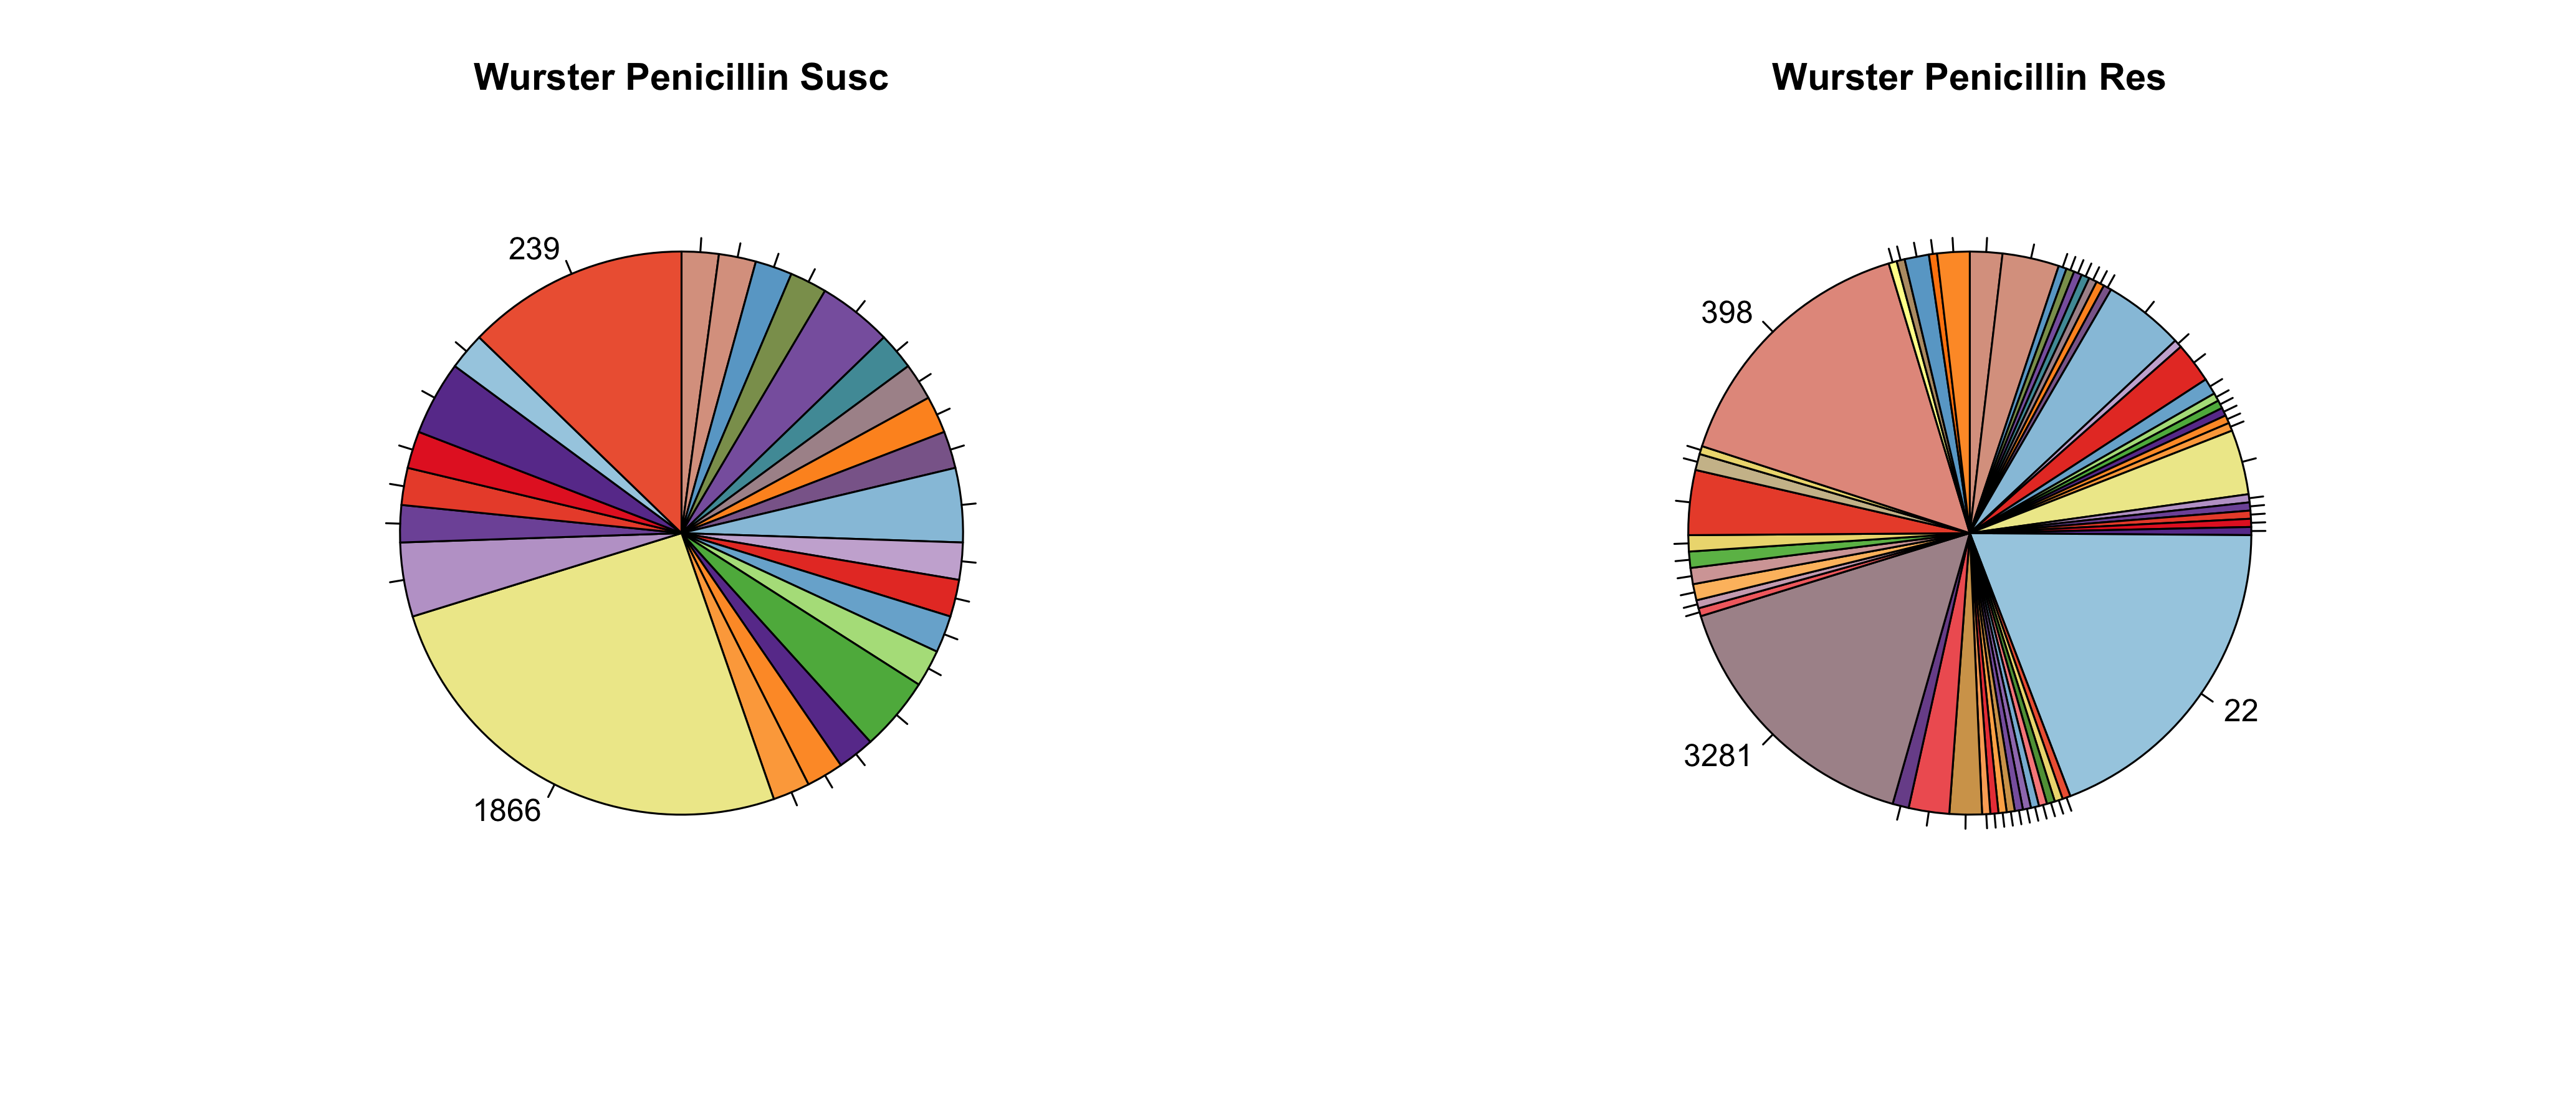 Wurster Penicillin Susc
239
1866
Wurster Penicillin Res
398
22
3281